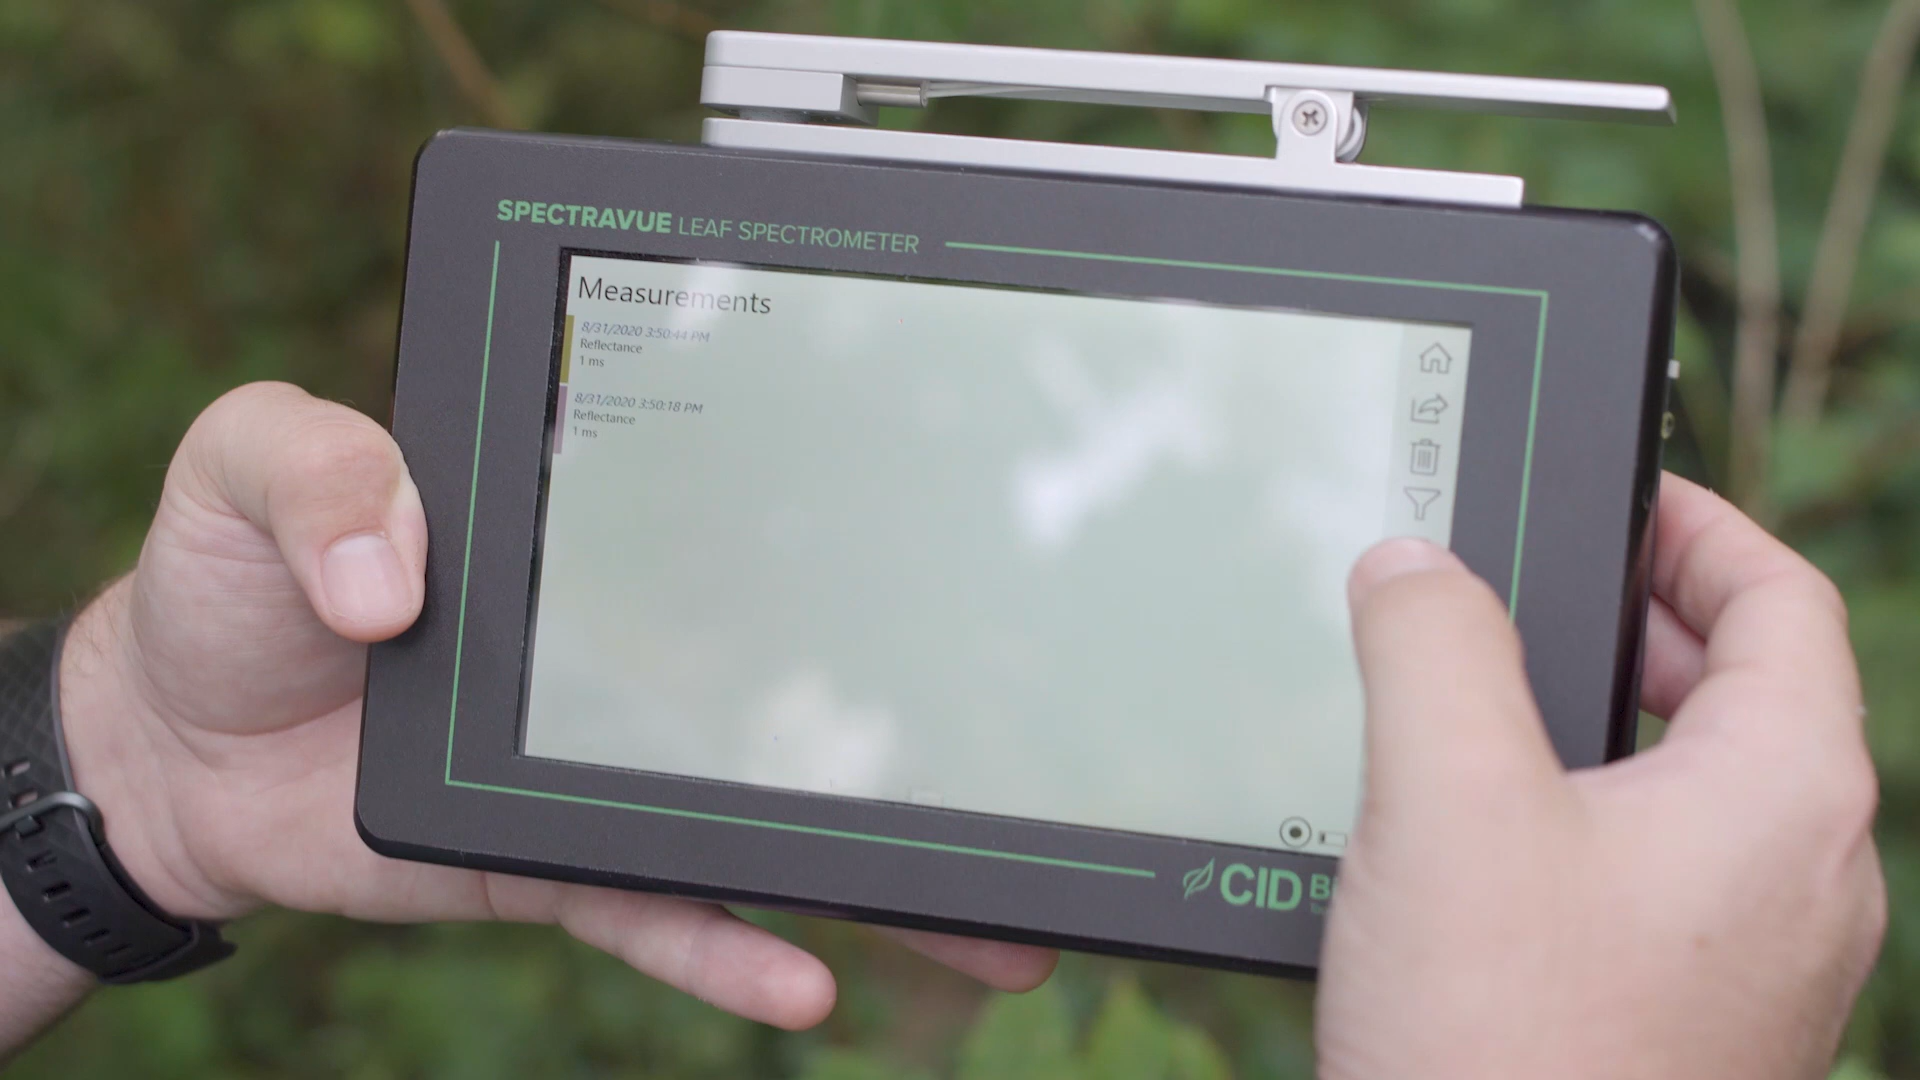 SPECTRAVUE LEAF SPECTROMETER
Measurements
8/31/2020 3:50:44 PM
Reflectance
1 ms
8/31/2020 3:50:18 PM
Reflectance
1 ms
CID